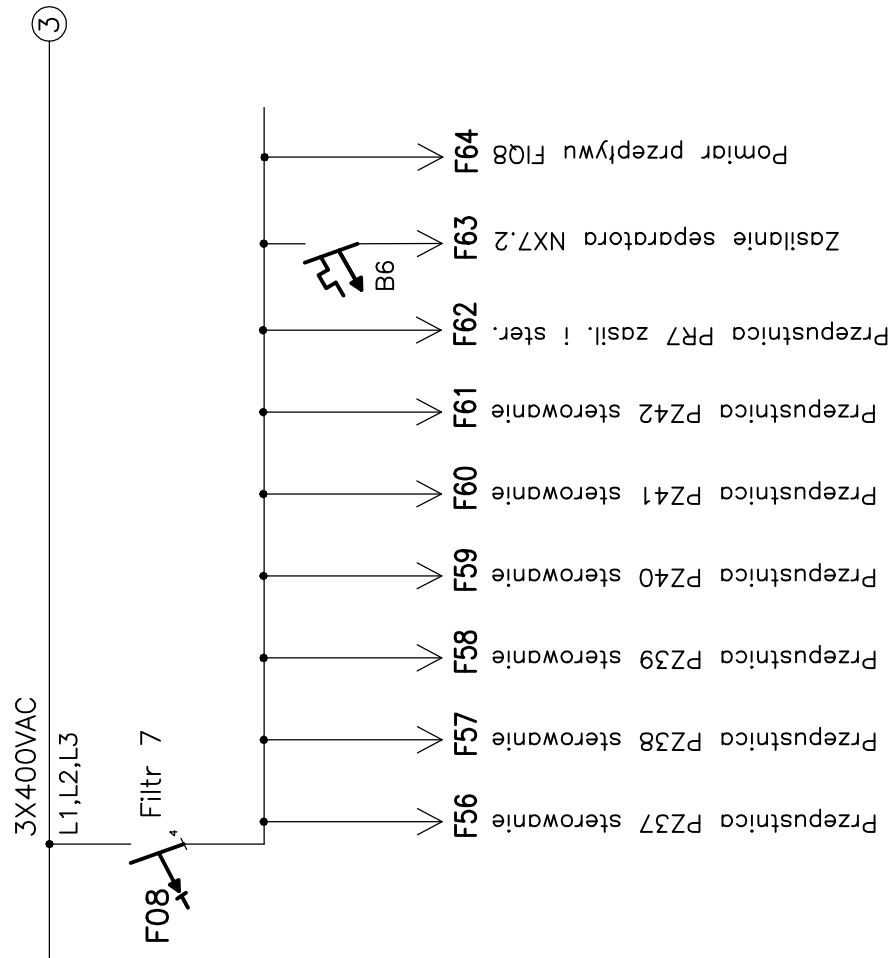 3
3X400VAC
L1,L2,L3
Filtr 7
F08
4
F56
Przepustnica PZ37 sterowanie
F57
Przepustnica PZ38 sterowanie
F58
Przepustnica PZ39 sterowanie
F59
Przepustnica PZ40 sterowanie
F60
Przepustnica PZ41 sterowanie
F61
Przepustnica PZ42 sterowanie
F62
Przepustnica PR7 zasil. i ster.
B6
F63
Zasilanie separatora NX7.2
F64
Pomiar przepływu FIQ8